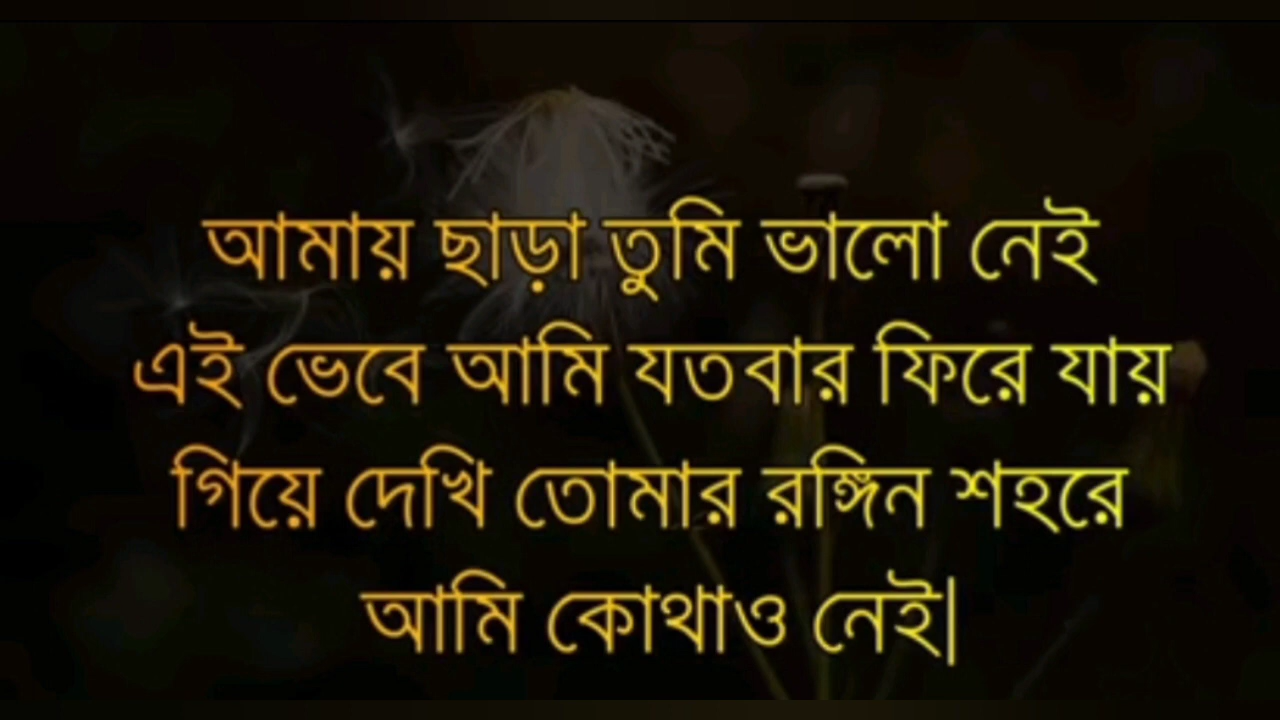 আমায় ছাড়া তুমি ভালো নেই
এই ভেবে আমি যতবার ফিরে যায়
গিয়ে দেখি তোমার রঙ্গিন শহরে
আমি কোথাও নেই|